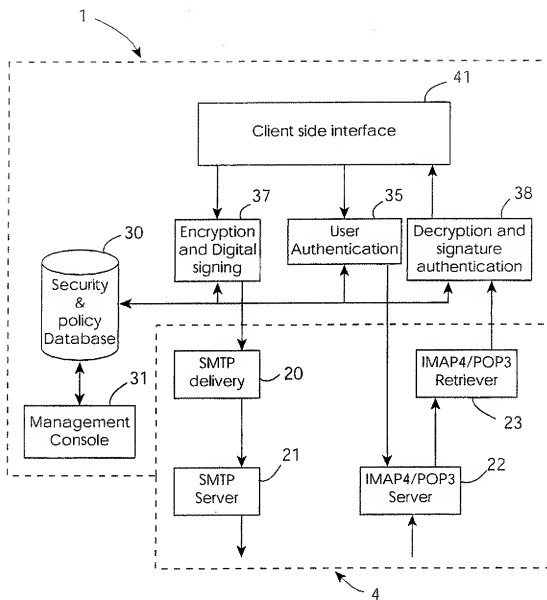 1
41
Client side interface
37
35
38
30
Encryption
and Digital
signing
User
Authentication
Decryption and
signature
authentication
Security
&
policy
Database
SMTP
delivery
20
IMAP4/POP3
Retriever
31
23
Management
Console
21
22
SMTP
Server
IMAP4/POP3
Server
4